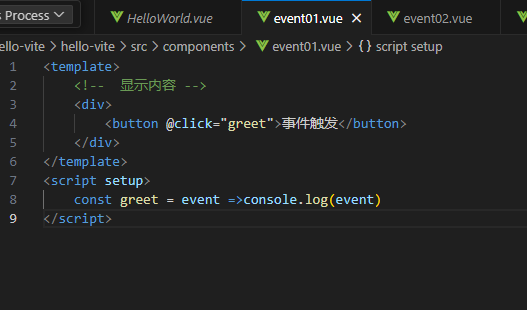 s Process HelloWorld.vue event01.vue event02.vue
ello-vite > hello-vite > src > components > event01.vue > {} script setup
1 <template>
2 <!-- 显示内容 -->
3 <div>
4 <button @click="greet">事件触发</button>
5 </div>
6 </template>
7 <script setup>
8 const greet = event =>console.log(event)
9 </script>